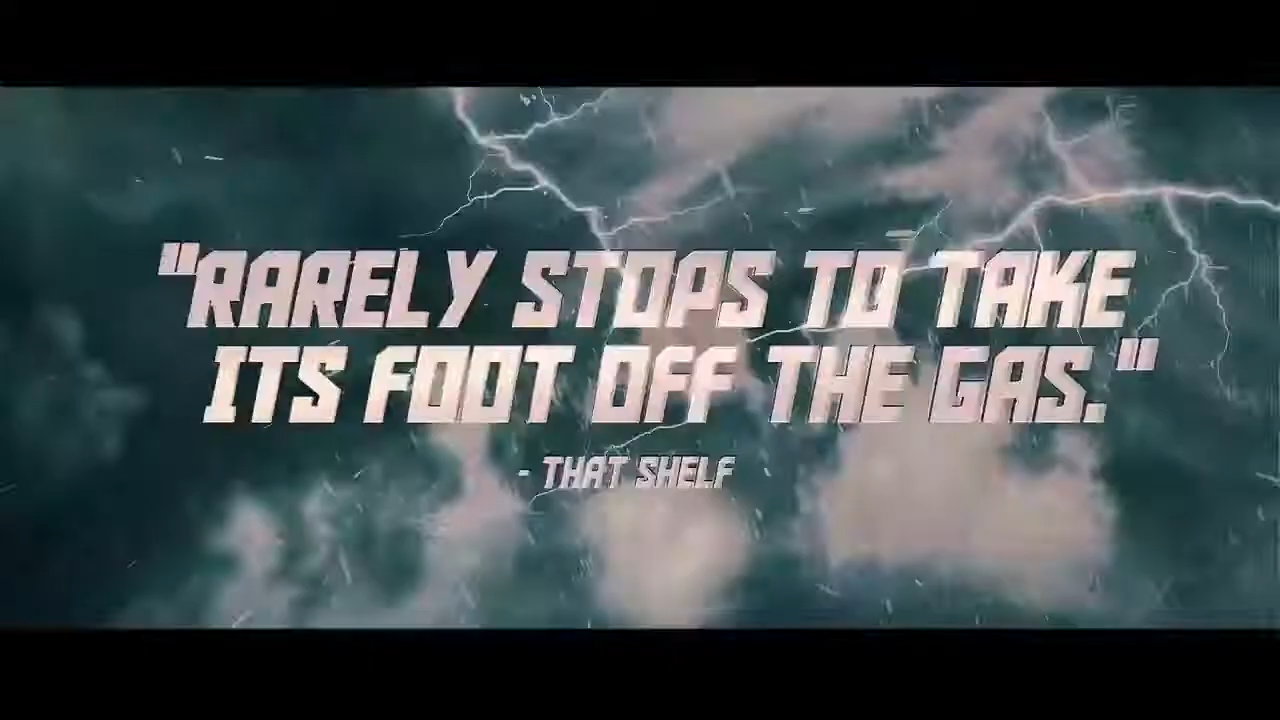 "RARELY STOPS TO TAKE
ITS FOOT OFF THE GAS."
- THAT SHELF